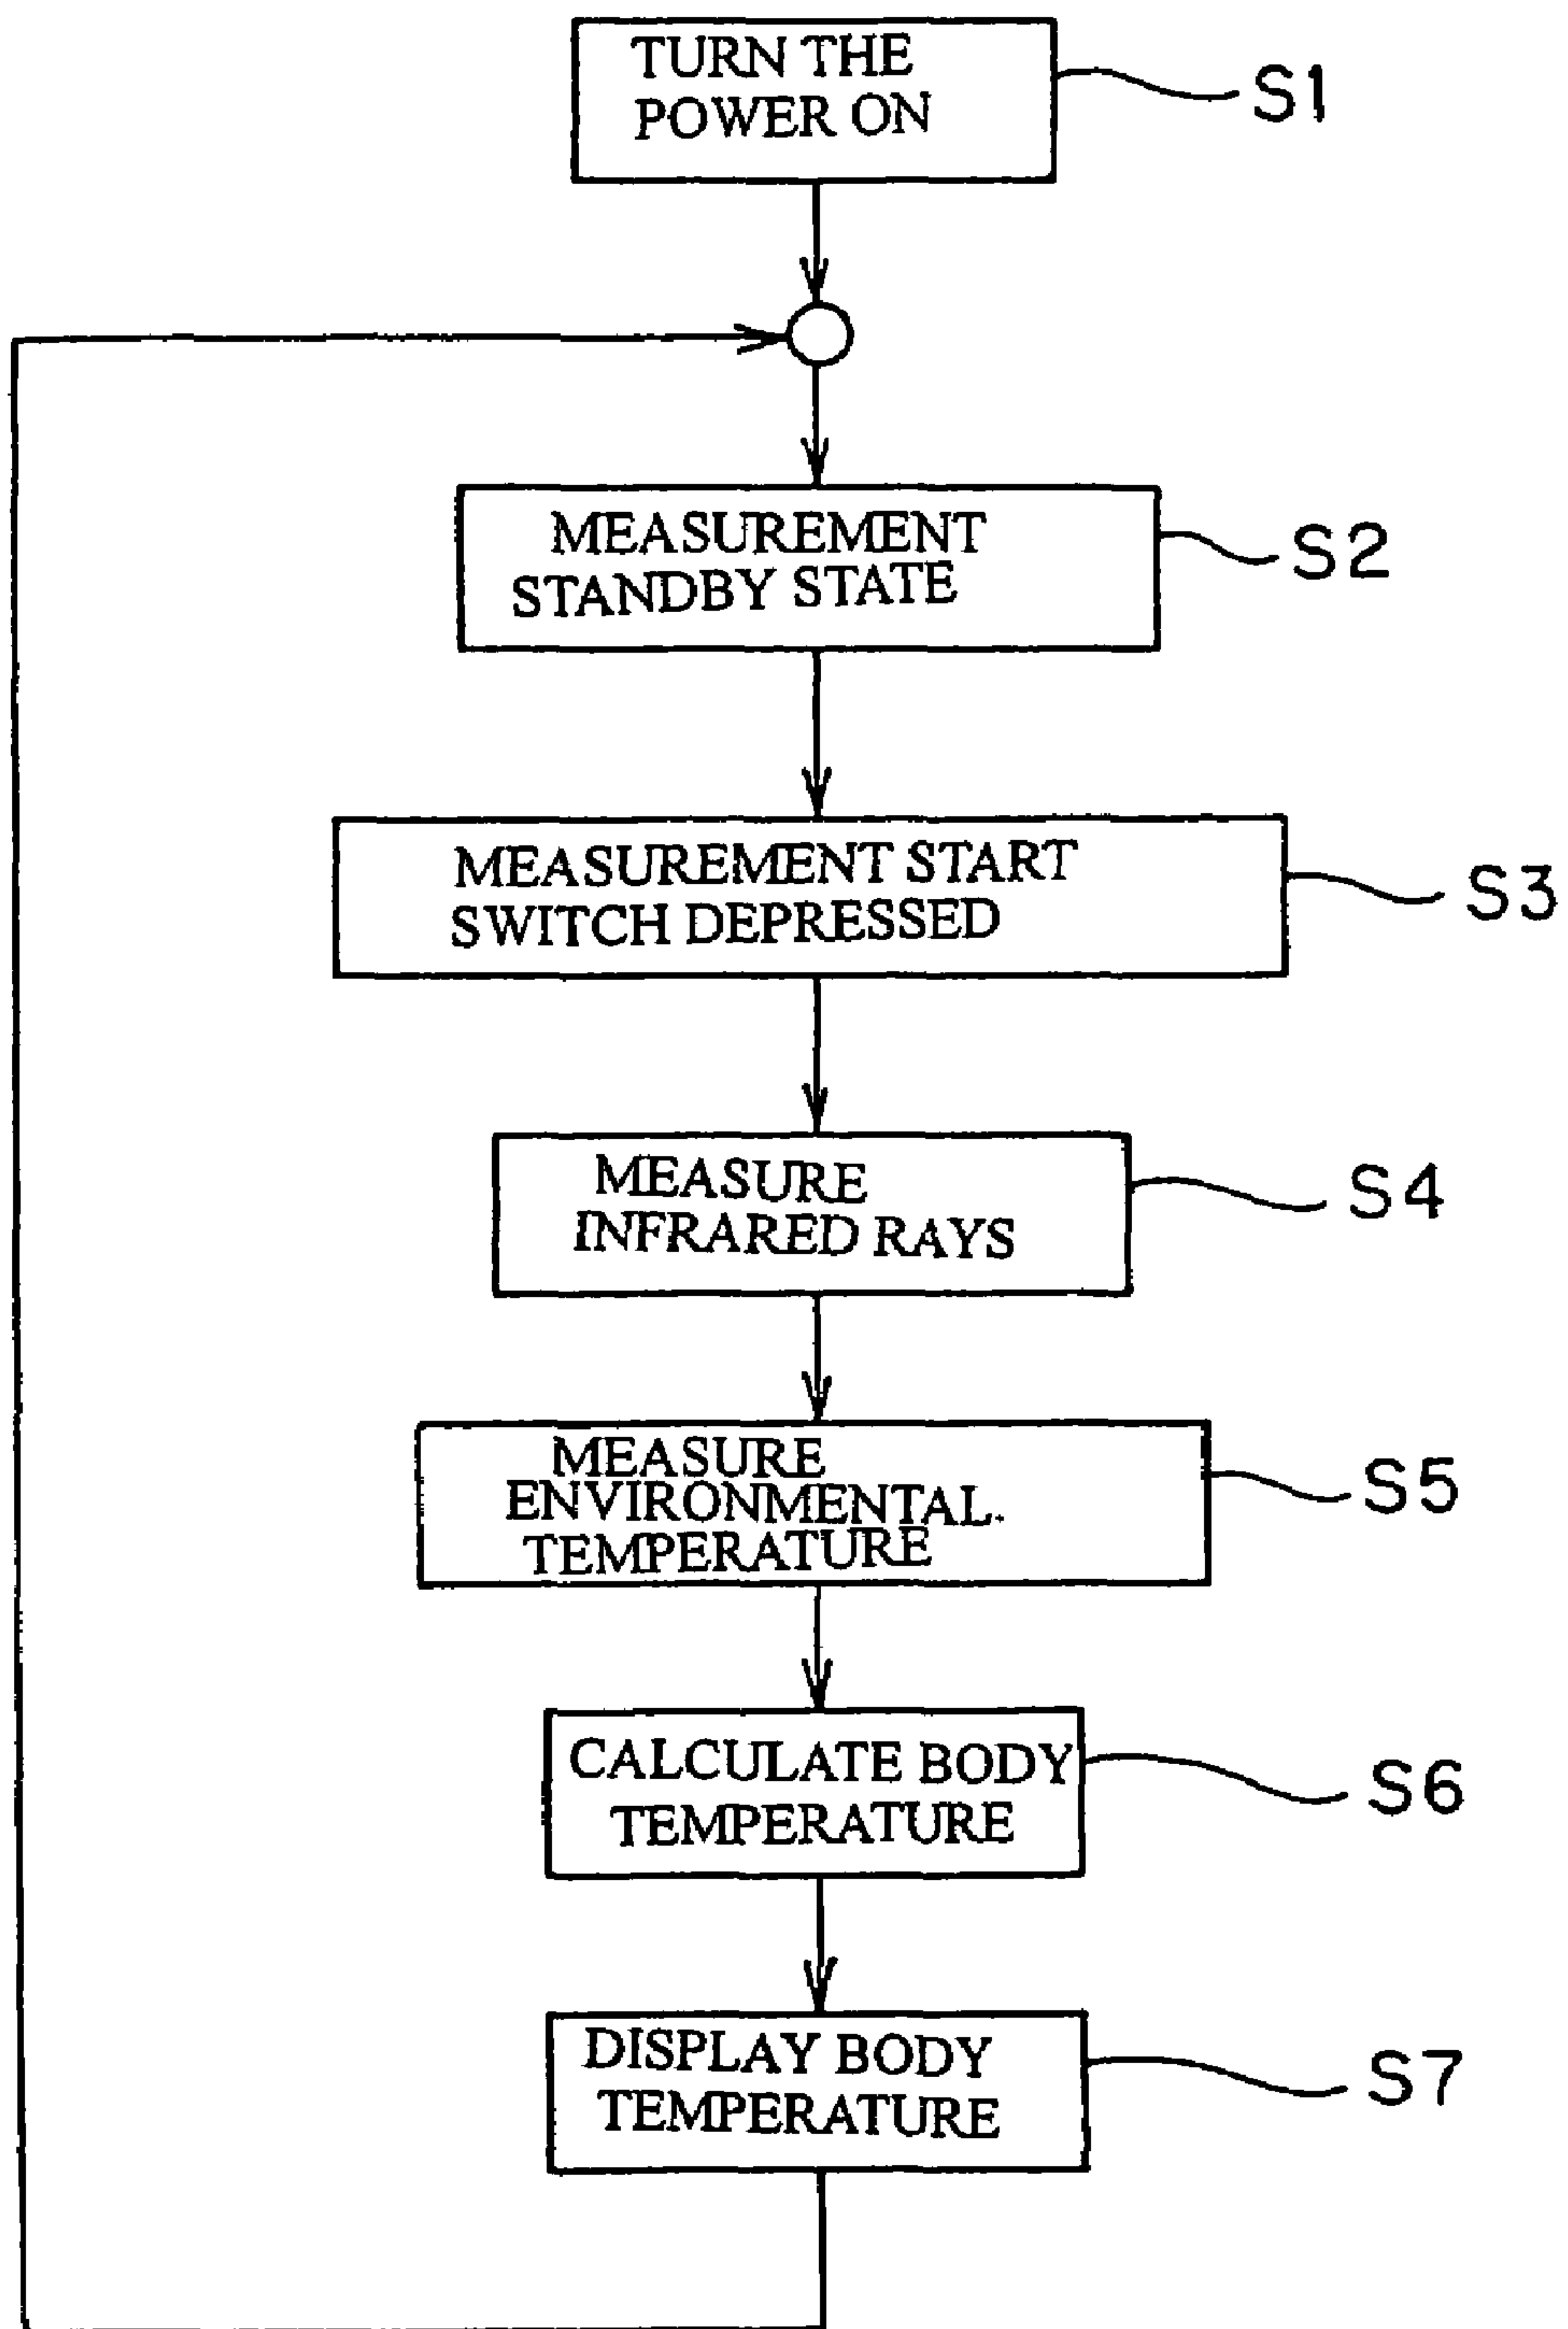 TURN THE
POWER ON
S1
MEASUREMENT
STANDBY STATE
S2
MEASUREMENT START
SWITCH DEPRESSED
S3
MEASURE
INFRARED RAYS
S4
MEASURE
ENVIRONMENTAL.
TEMPERATURE
S5
CALCULATE BODY
TEMPERATURE
S6
DISPLAY BODY
TEMPERATURE
S7